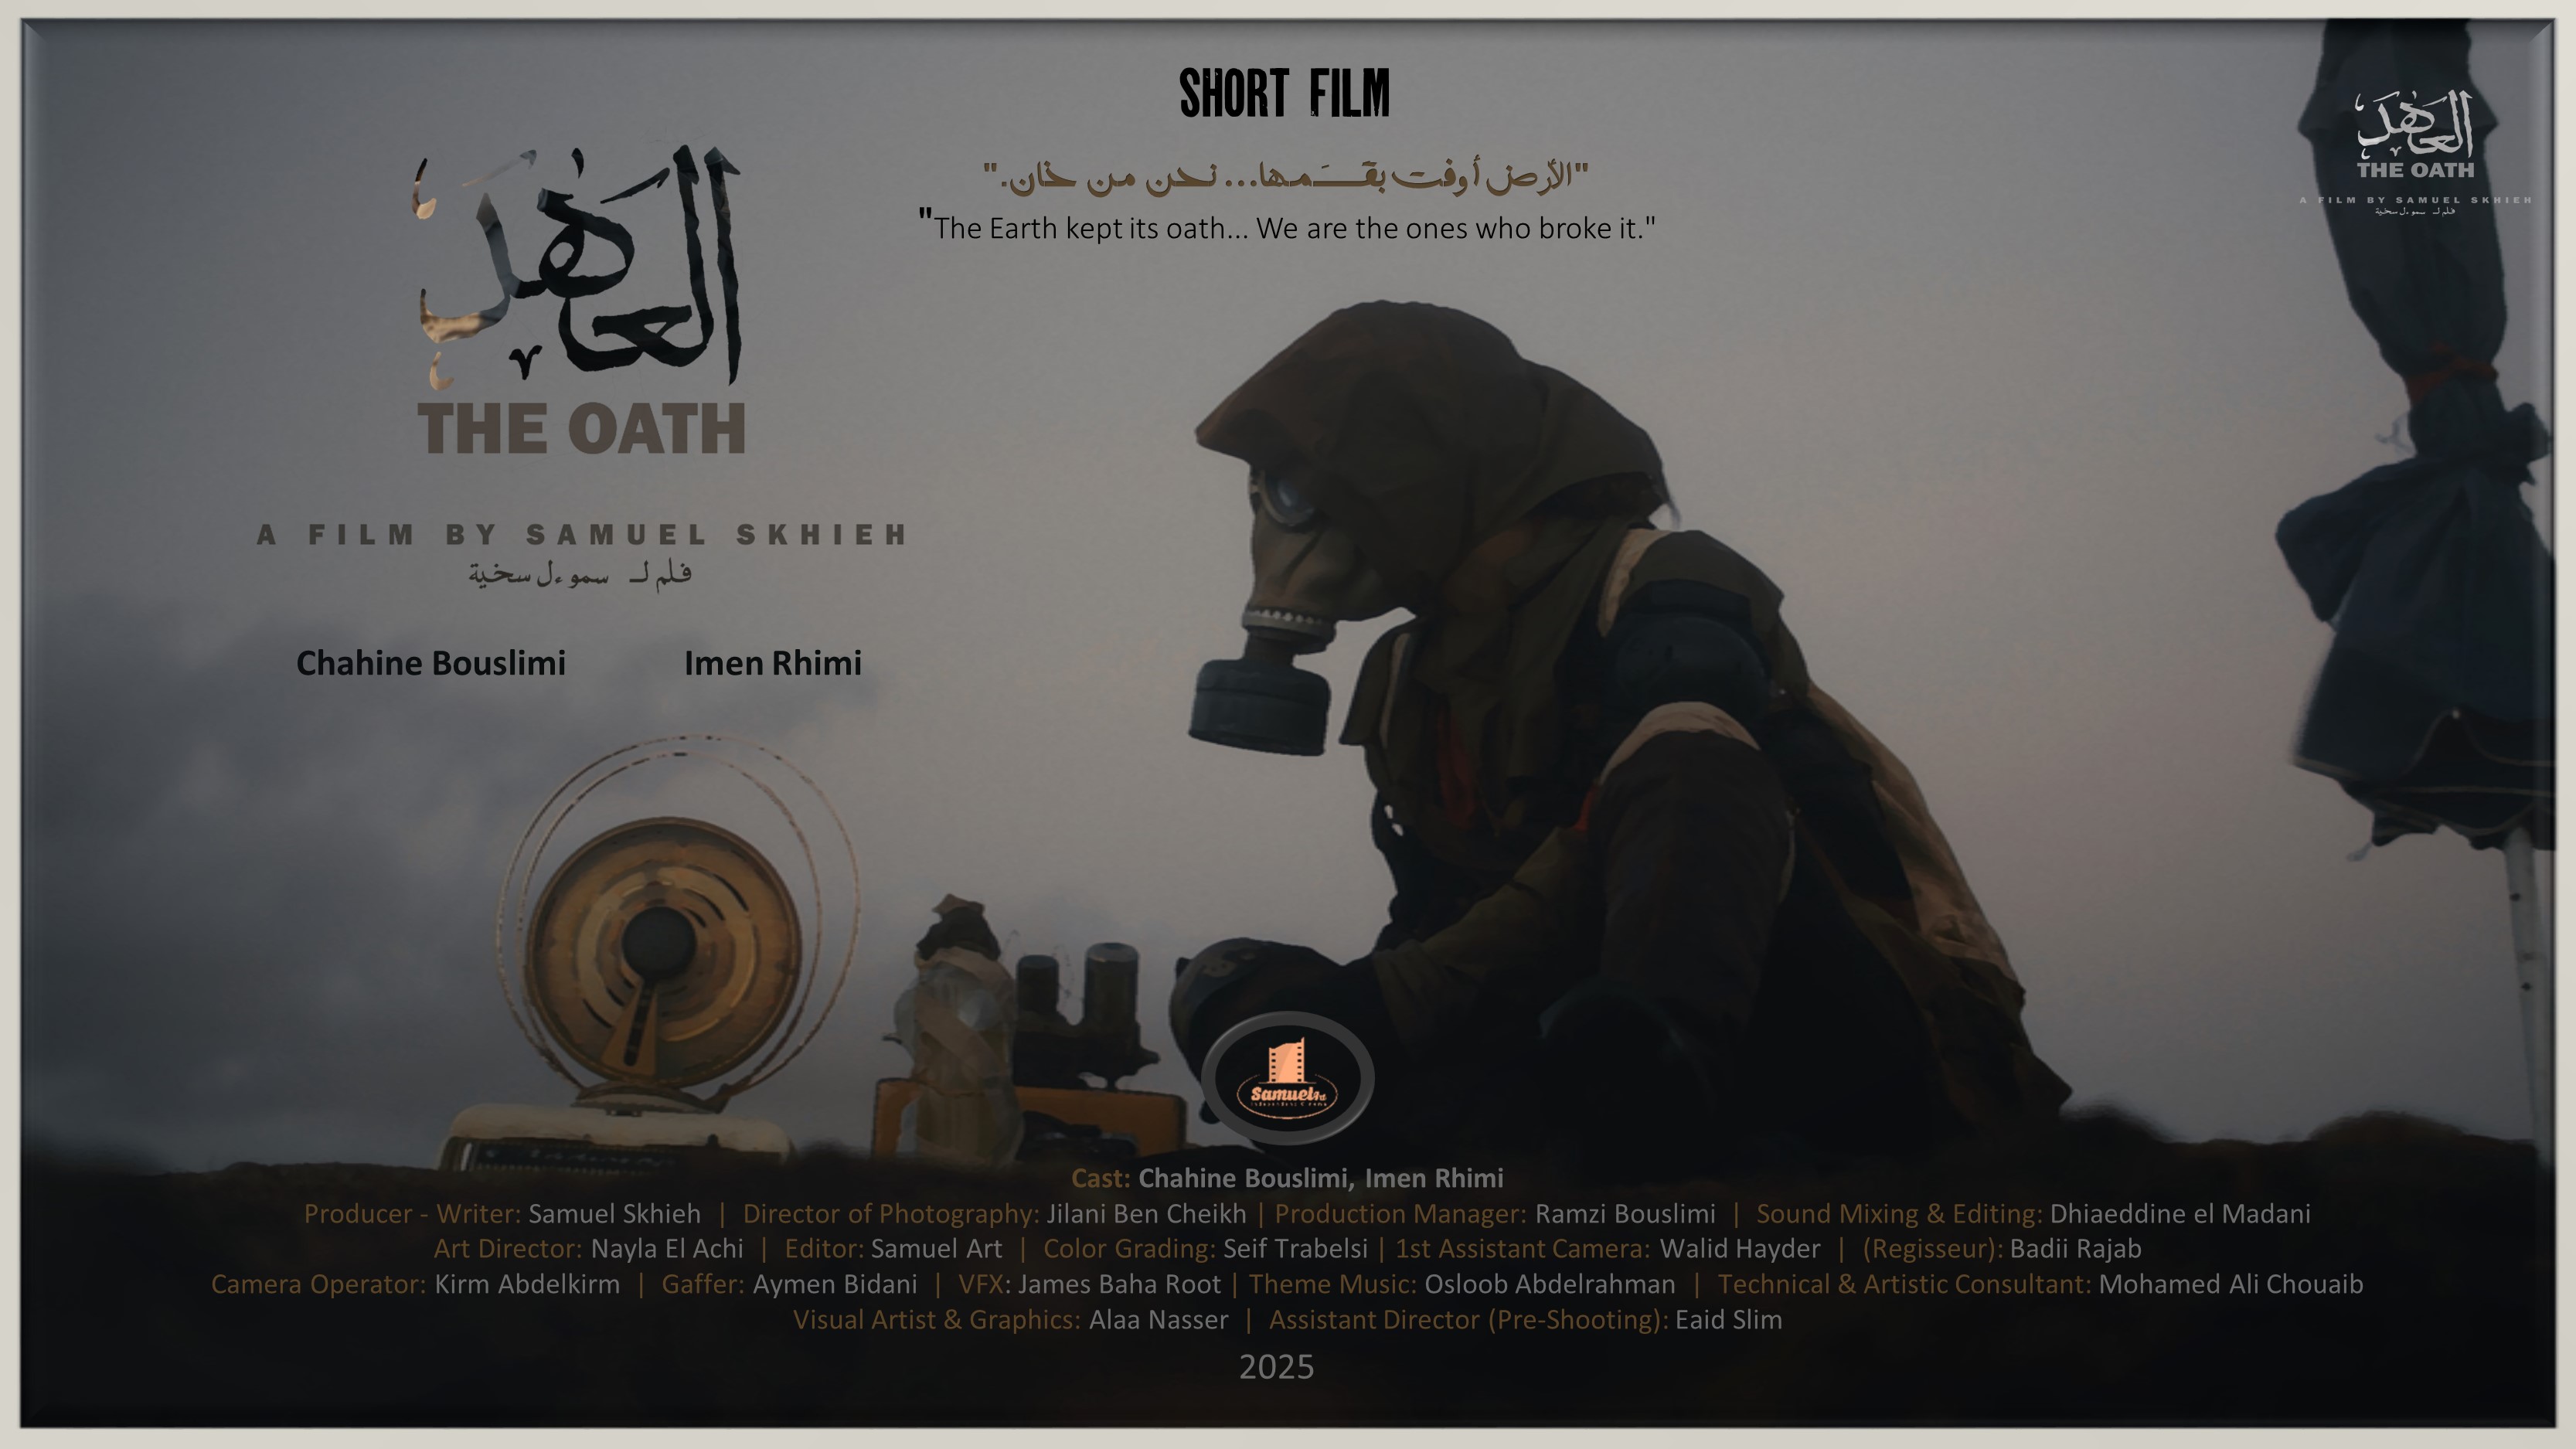 SHORT FILM
"الأرض أوفت بقَسمها... نحن من خان."
"The Earth kept its oath... We are the ones who broke it."
العهد
THE OATH
A FILM BY SAMUEL SKHIEH
فلم لـ سموءل سخية
العهد
THE OATH
A FILM BY SAMUEL SKHIEH
فلم لـ سموءل سخية
Chahine Bouslimi Imen Rhimi
Samuel
Cast: Chahine Bouslimi, Imen Rhimi
Producer - Writer: Samuel Skhieh | Director of Photography: Jilani Ben Cheikh | Production Manager: Ramzi Bouslimi | Sound Mixing & Editing: Dhiaeddine el Madani
Art Director: Nayla El Achi | Editor: Samuel Art | Color Grading: Seif Trabelsi | 1st Assistant Camera: Walid Hayder | (Regisseur): Badii Rajab
Camera Operator: Kirm Abdelkirm | Gaffer: Aymen Bidani | VFX: James Baha Root | Theme Music: Osloob Abdelrahman | Technical & Artistic Consultant: Mohamed Ali Chouaib
Visual Artist & Graphics: Alaa Nasser | Assistant Director (Pre-Shooting): Eaid Slim
2025